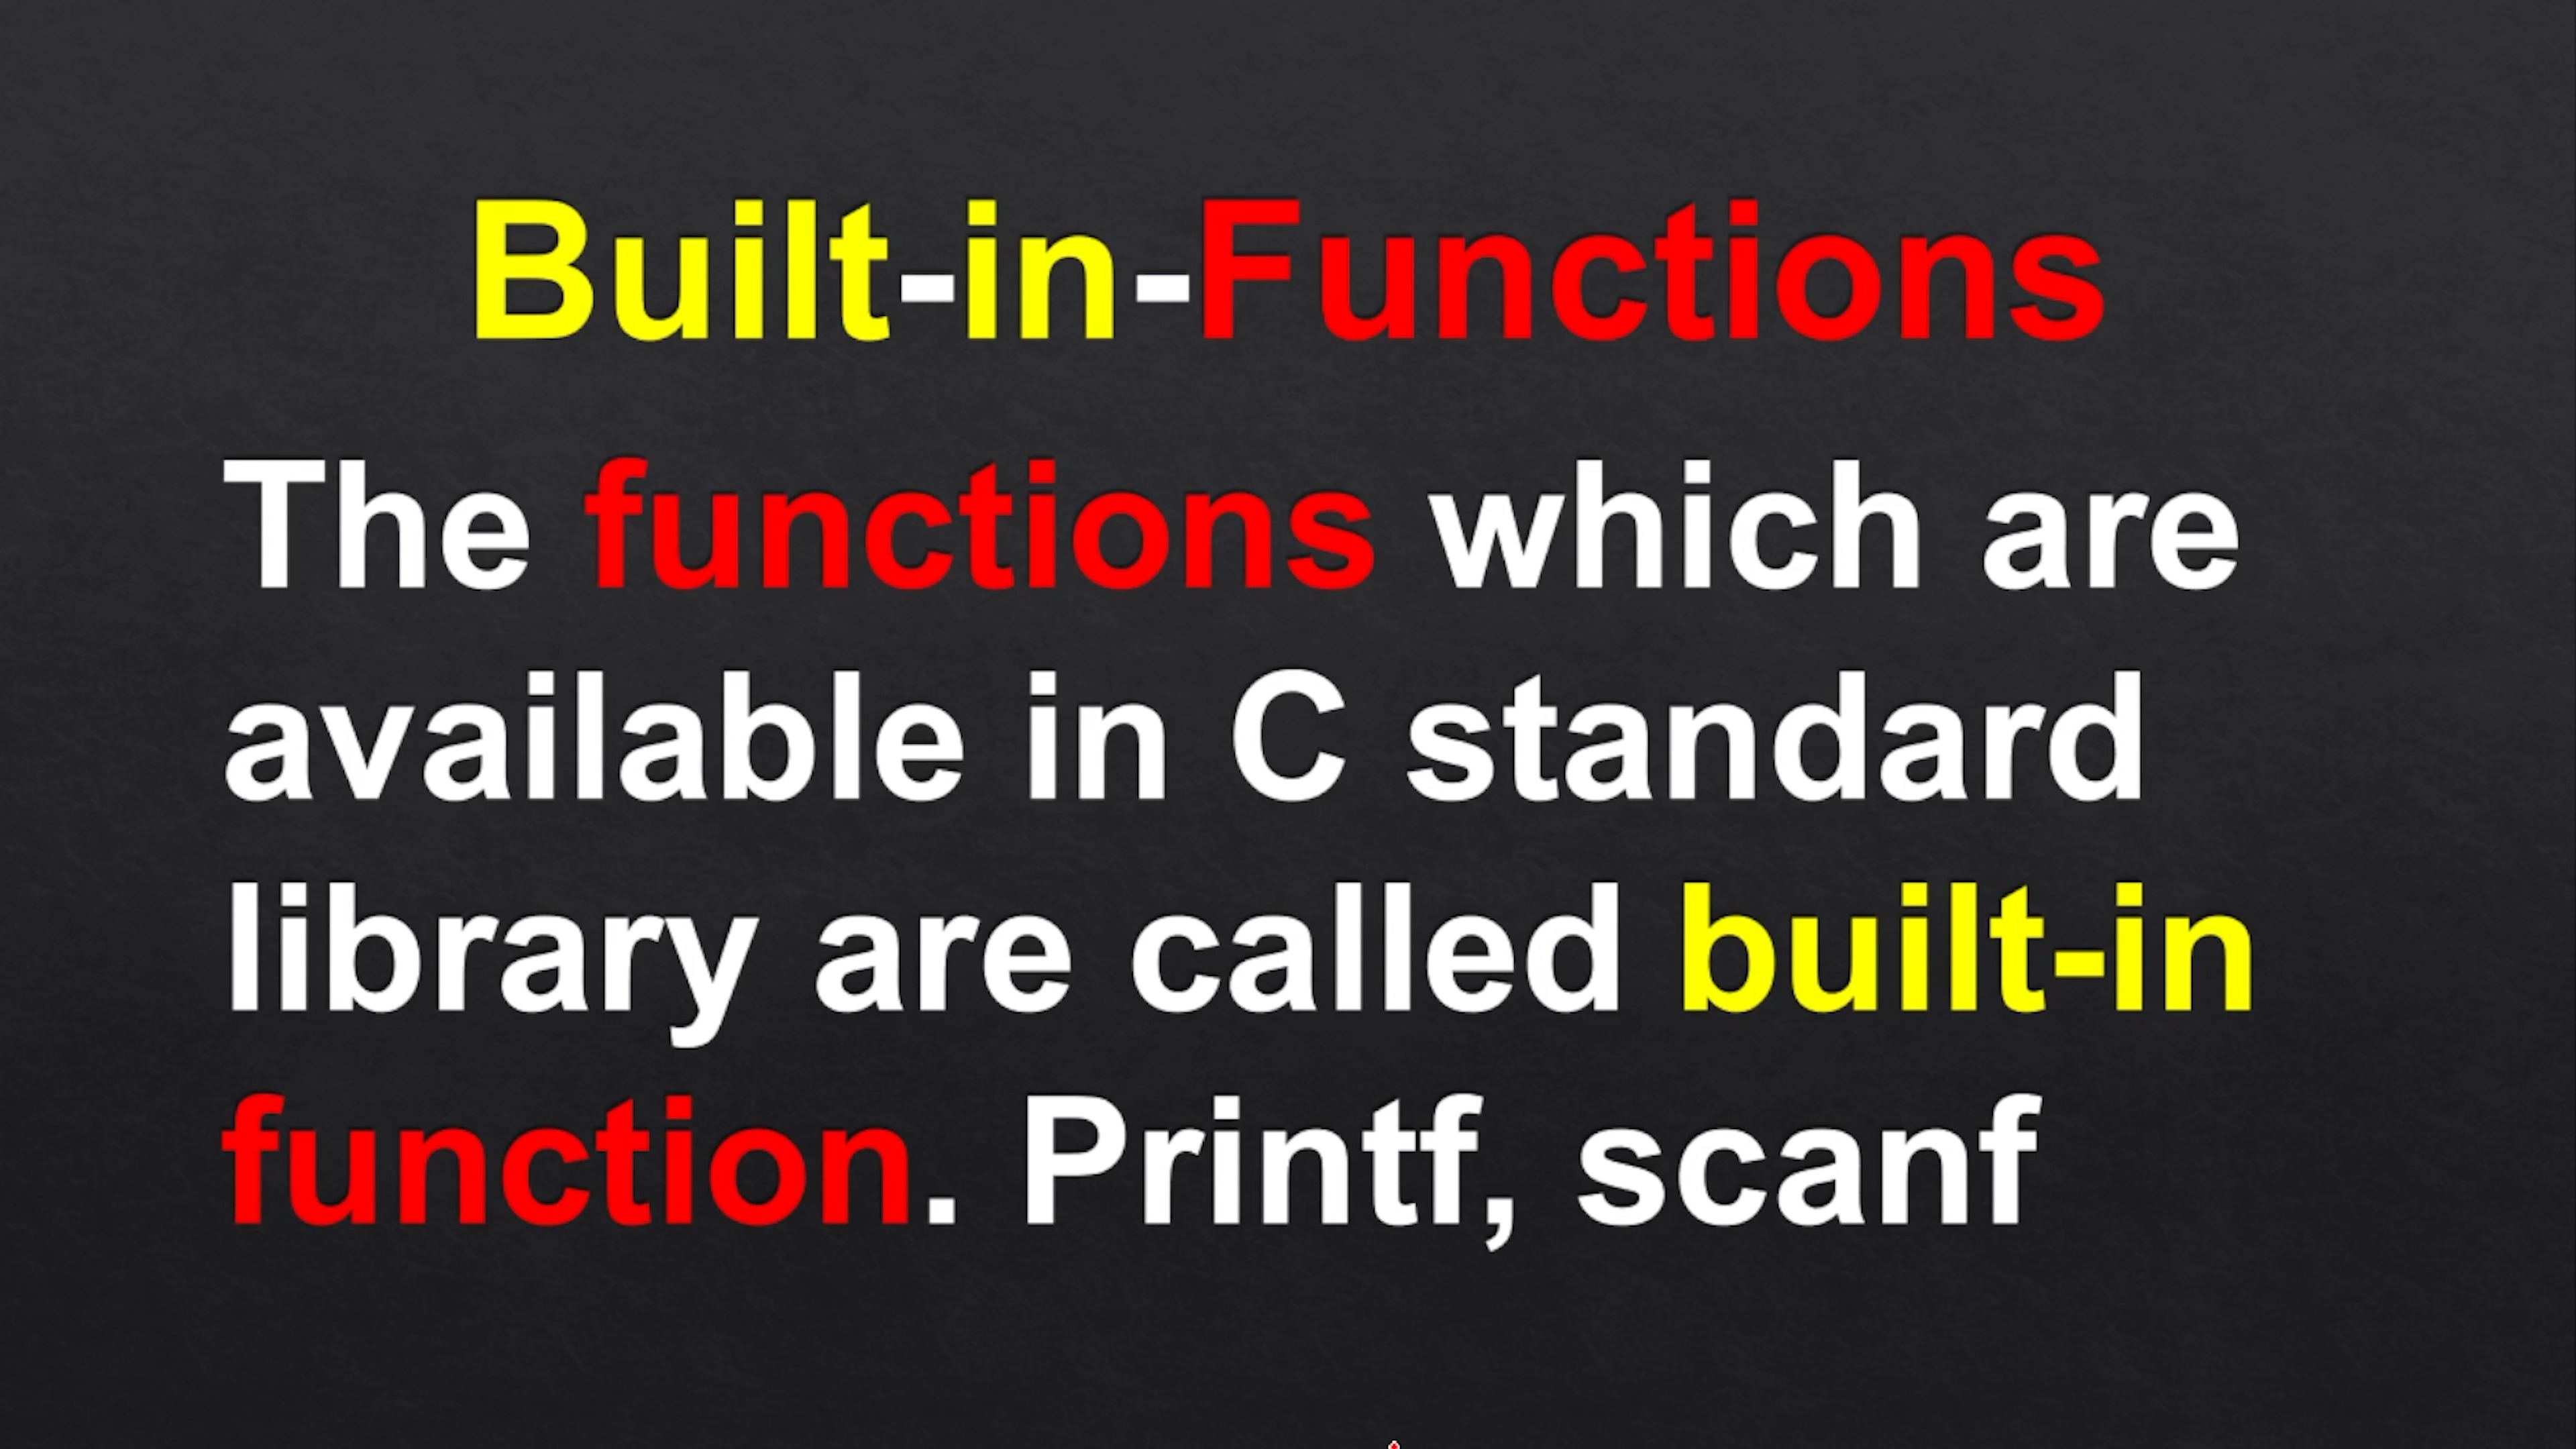 Built-in-Functions
The functions which are
available in C standard
library are called built-in
function. Printf, scanf